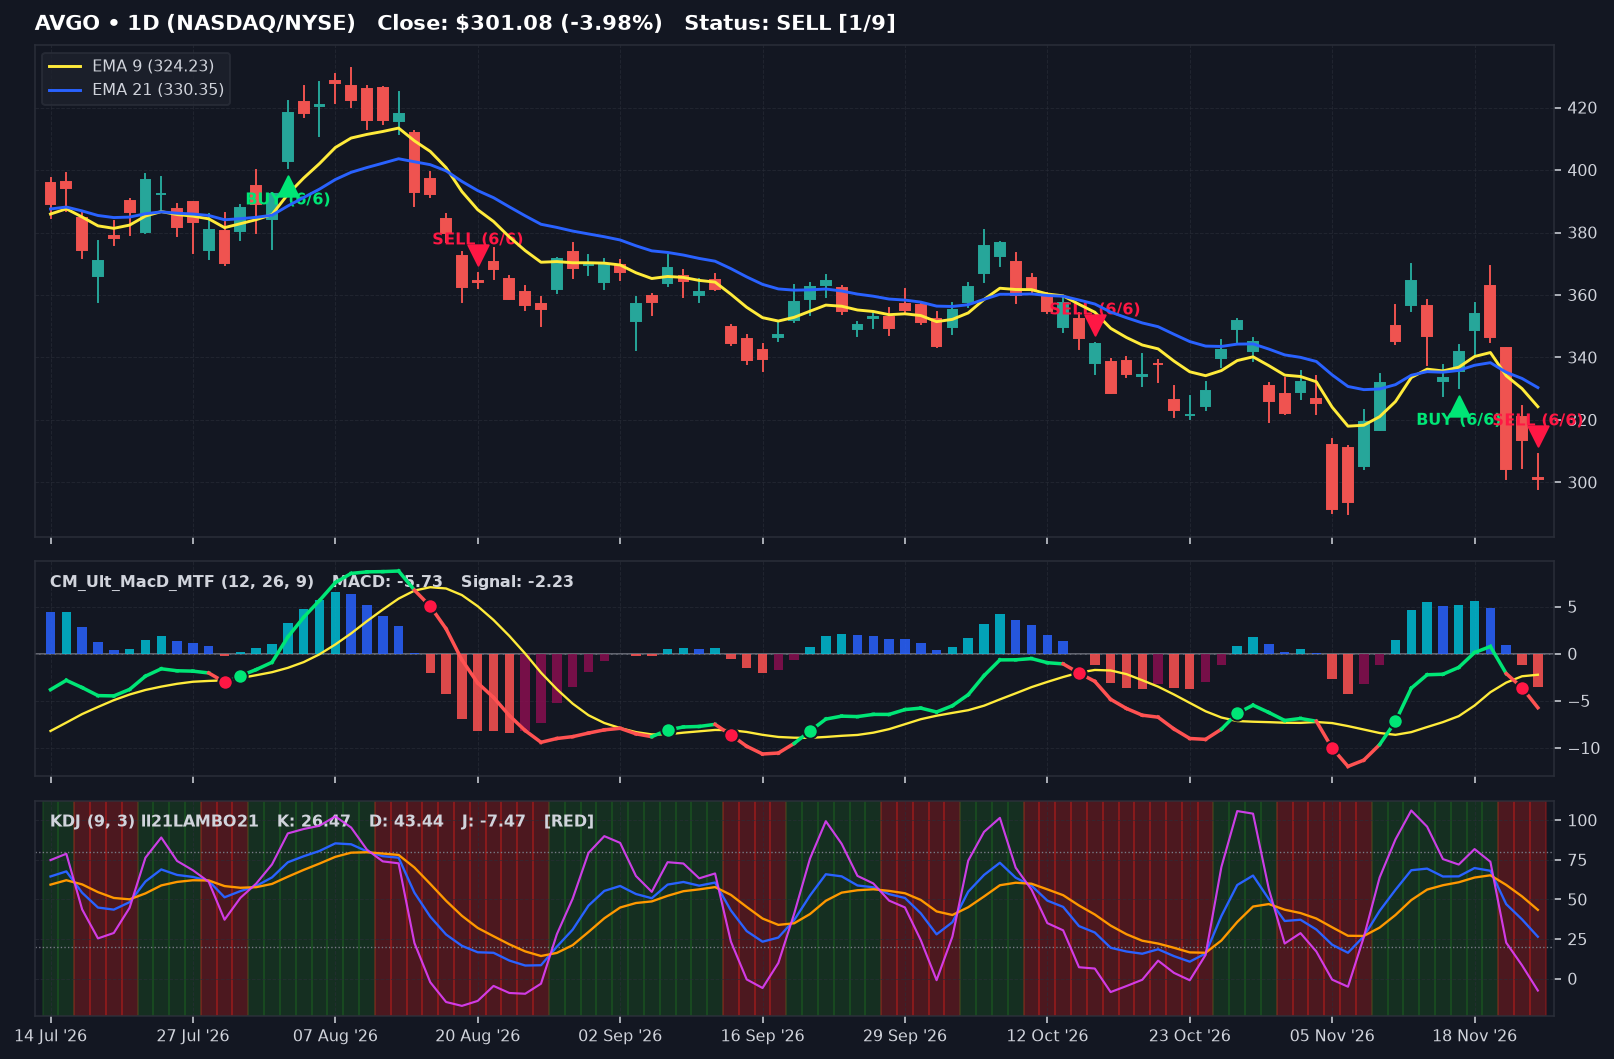 AVGO • 1D (NASDAQ/NYSE)   Close: $301.08 (-3.98%)   Status: SELL [1/9]
EMA 9 (324.23)
EMA 21 (330.35)
BUY (6/6)
SELL (6/6)
SELL (6/6)
BUY (6/6)
SELL (6/6)
420
400
380
360
340
320
300
CM_Ult_MacD_MTF (12, 26, 9)   MACD: -5.73   Signal: -2.23
5
0
−5
−10
KDJ (9, 3) II21LAMBO21   K: 26.47   D: 43.44   J: -7.47   [RED]
100
75
50
25
0
14 Jul '26
27 Jul '26
07 Aug '26
20 Aug '26
02 Sep '26
16 Sep '26
29 Sep '26
12 Oct '26
23 Oct '26
05 Nov '26
18 Nov '26